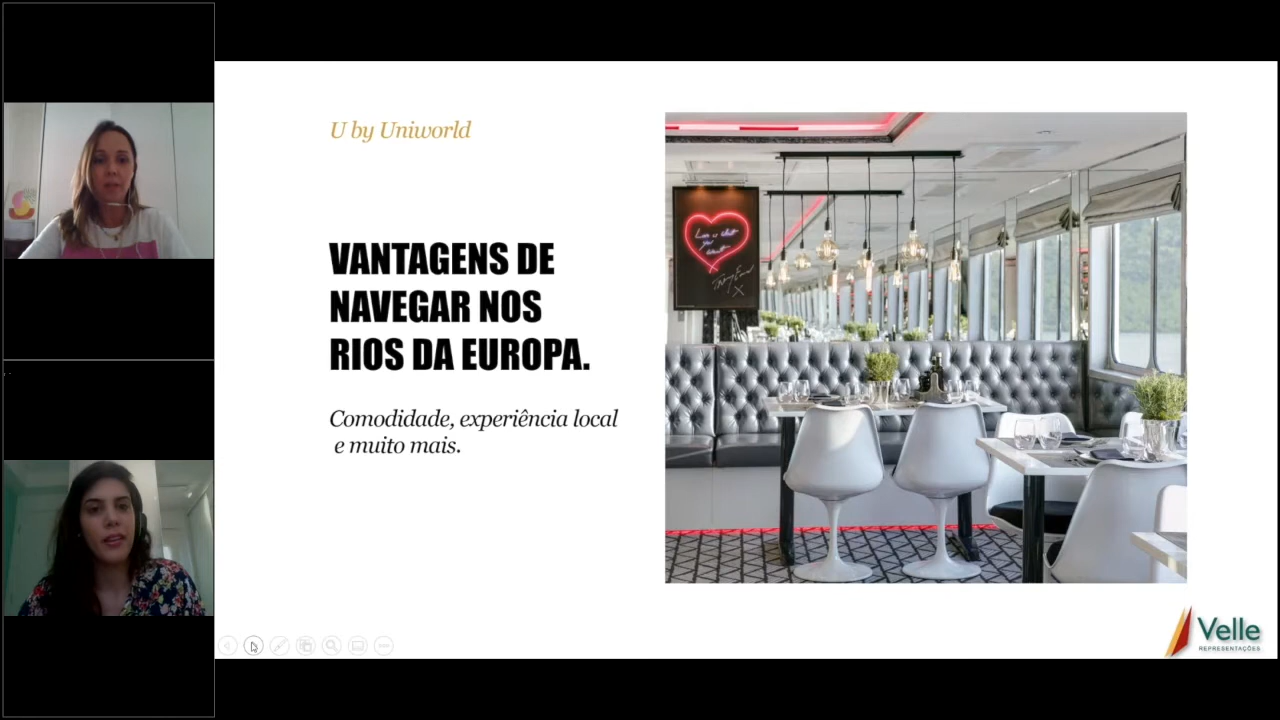 U by Uniworld
VANTAGENS DE
NAVEGAR NOS
RIOS DA EUROPA.
Comodidade, experiência local
e muito mais.
Velle
REPRESENTAÇÕES